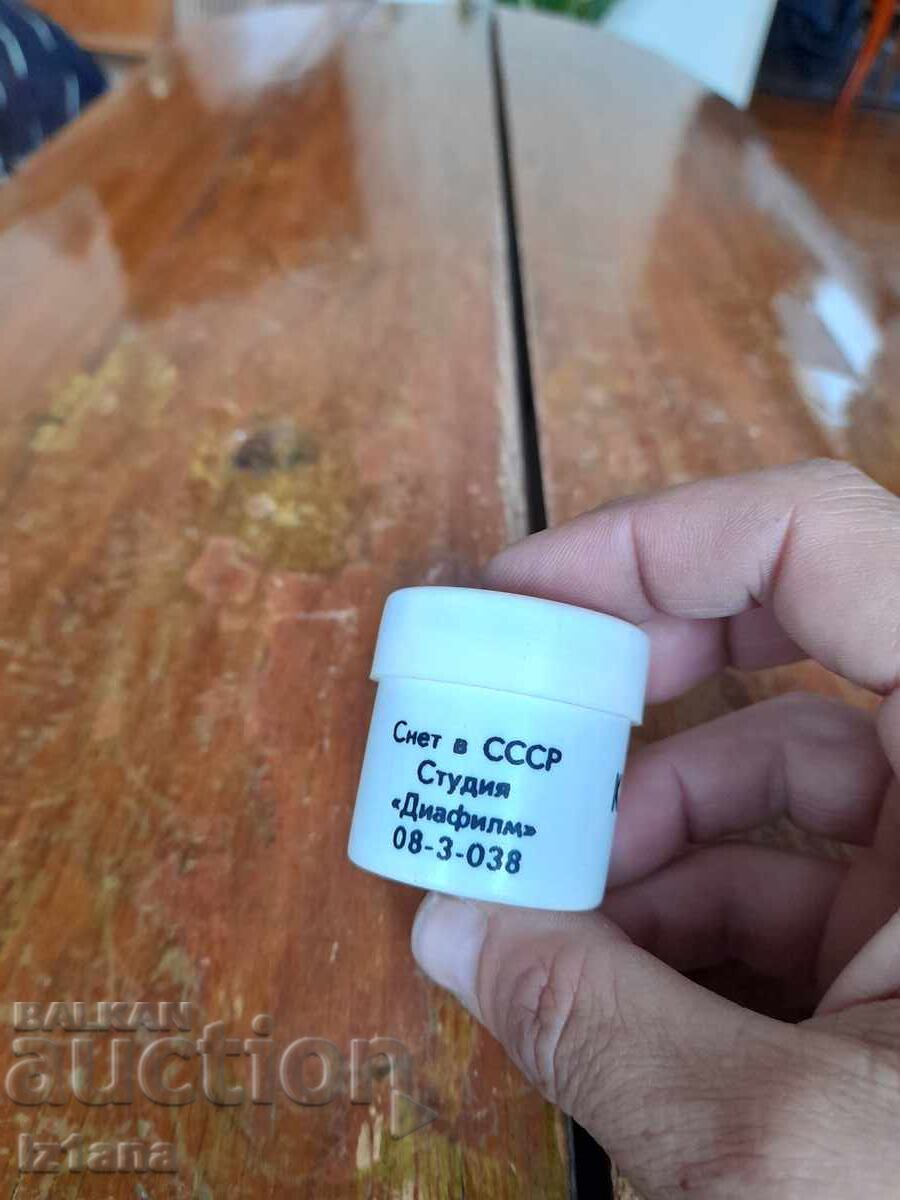 Снет в СССР
Студия
«Диафилм»
08-3-038
К
BALKAN
auction
Iz1ana